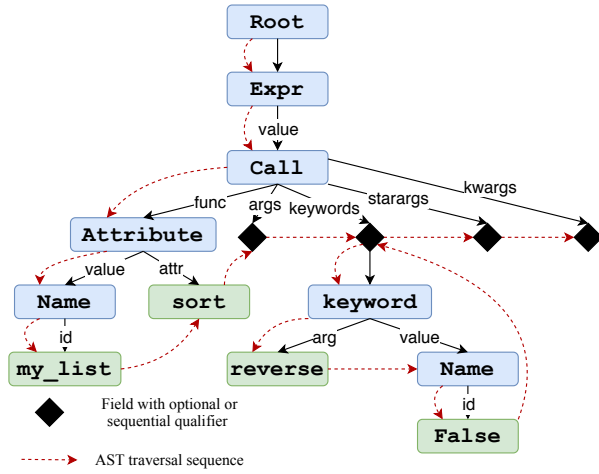 Root
Expr
value
Call
func
args
keywords
starargs
kwargs
Attribute
value
attr
Name
sort
keyword
id
arg
value
my_list
reverse
Name
id
False
Field with optional or
sequential qualifier
AST traversal sequence